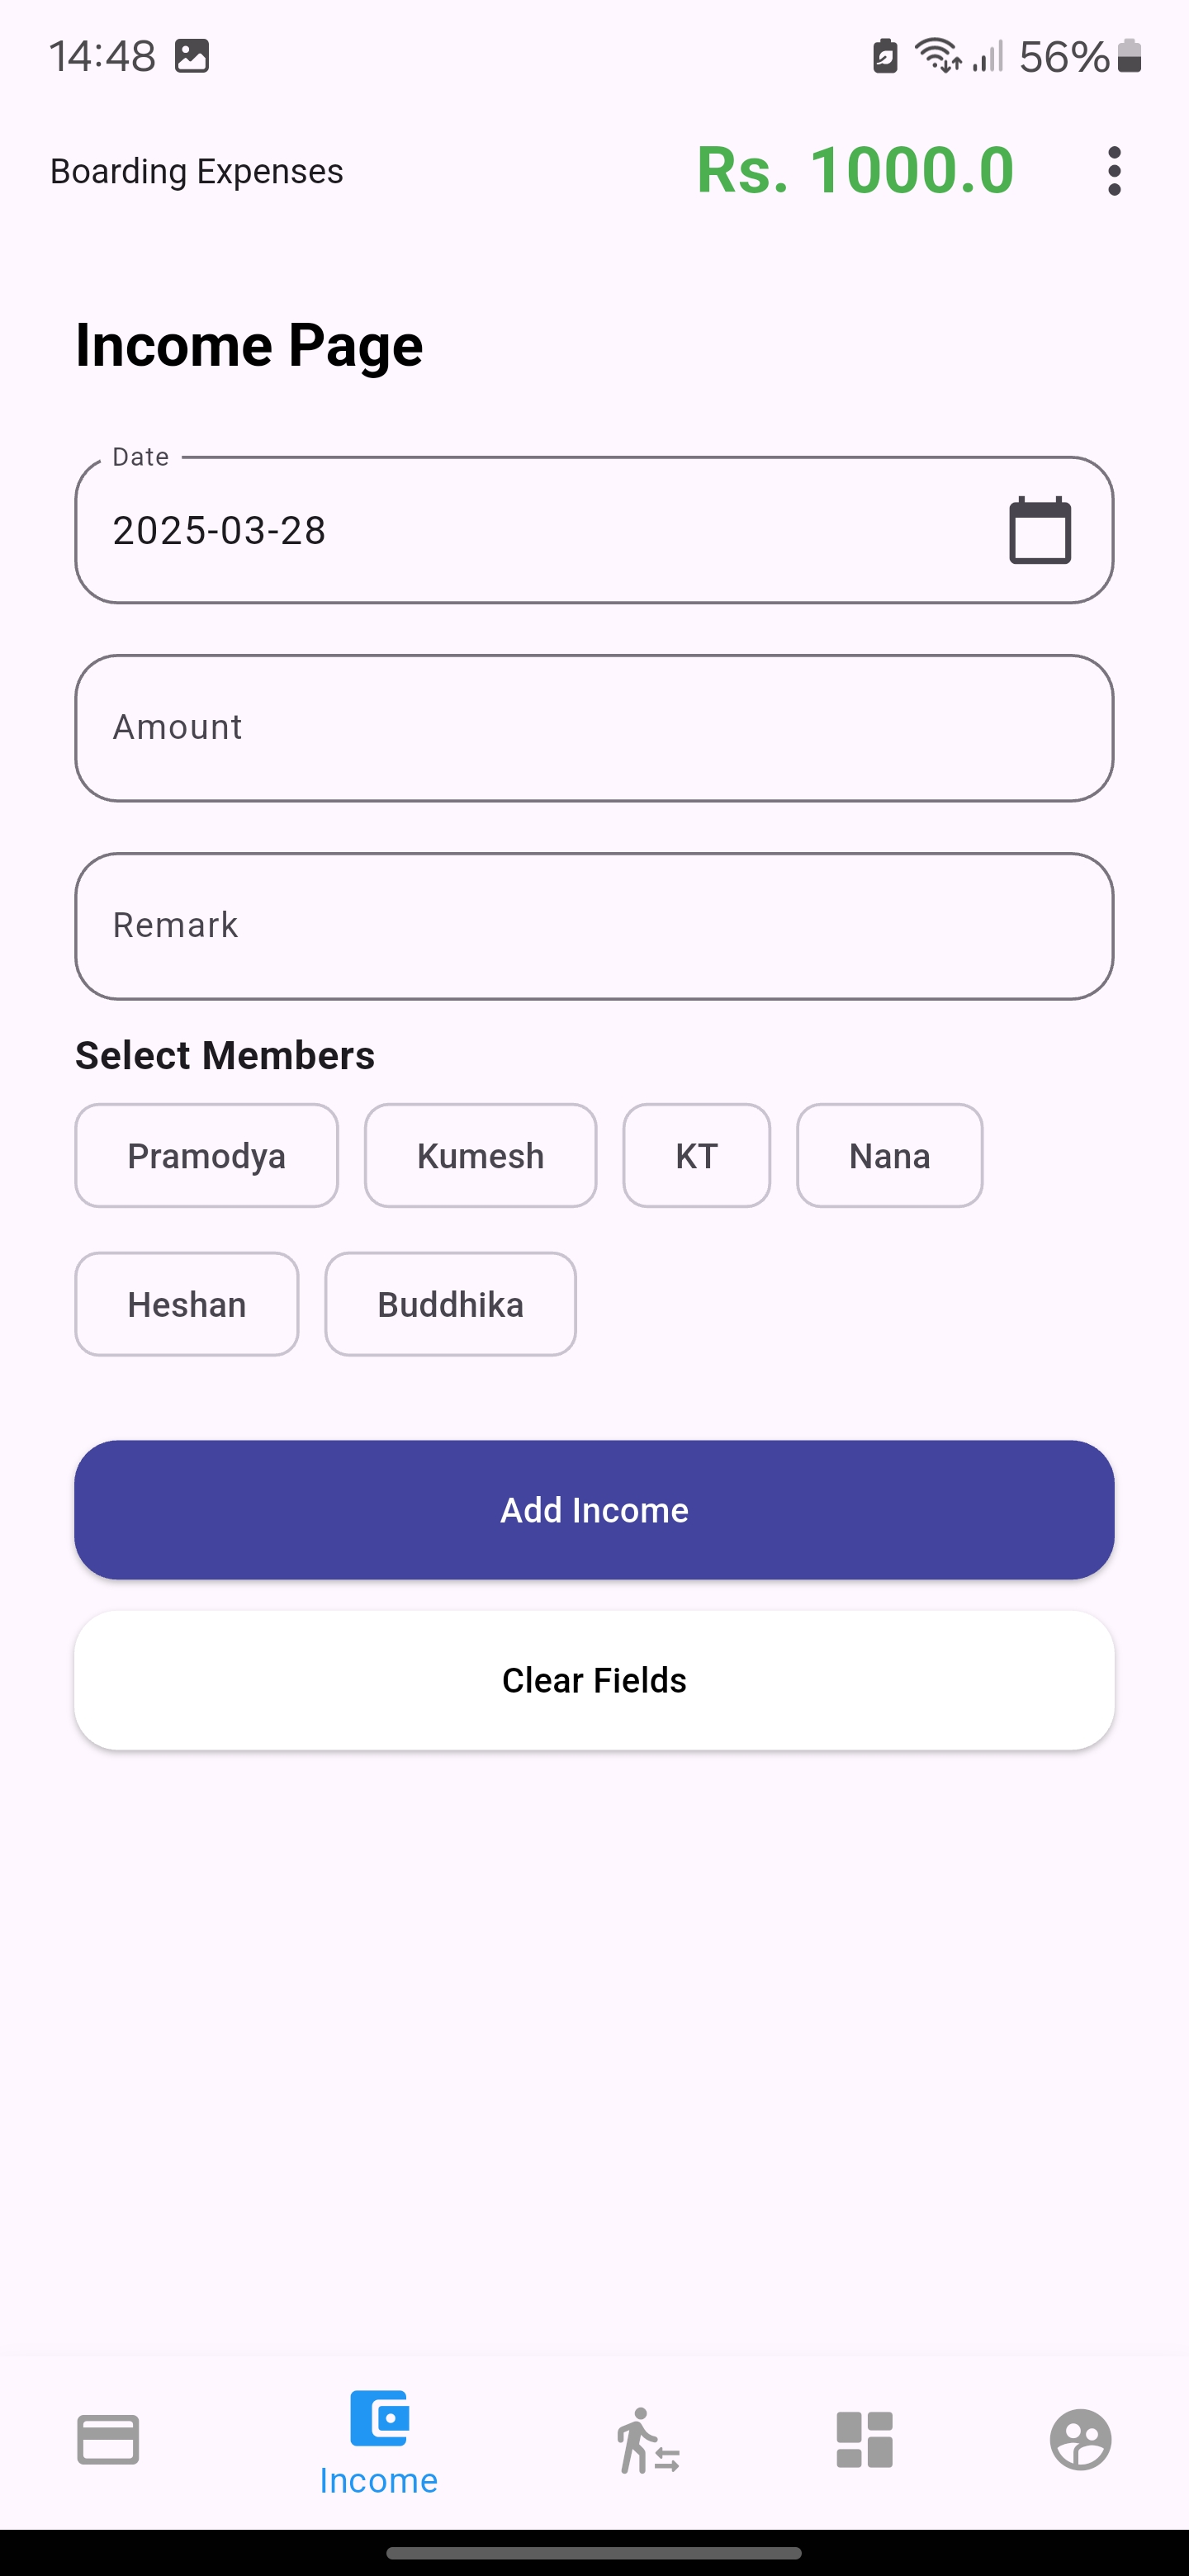 14:48 56%
Boarding Expenses Rs. 1000.0
Income Page
Date
2025-03-28
Amount
Remark
Select Members
Pramodya Kumesh KT Nana
Heshan Buddhika
Add Income
Clear Fields
Income